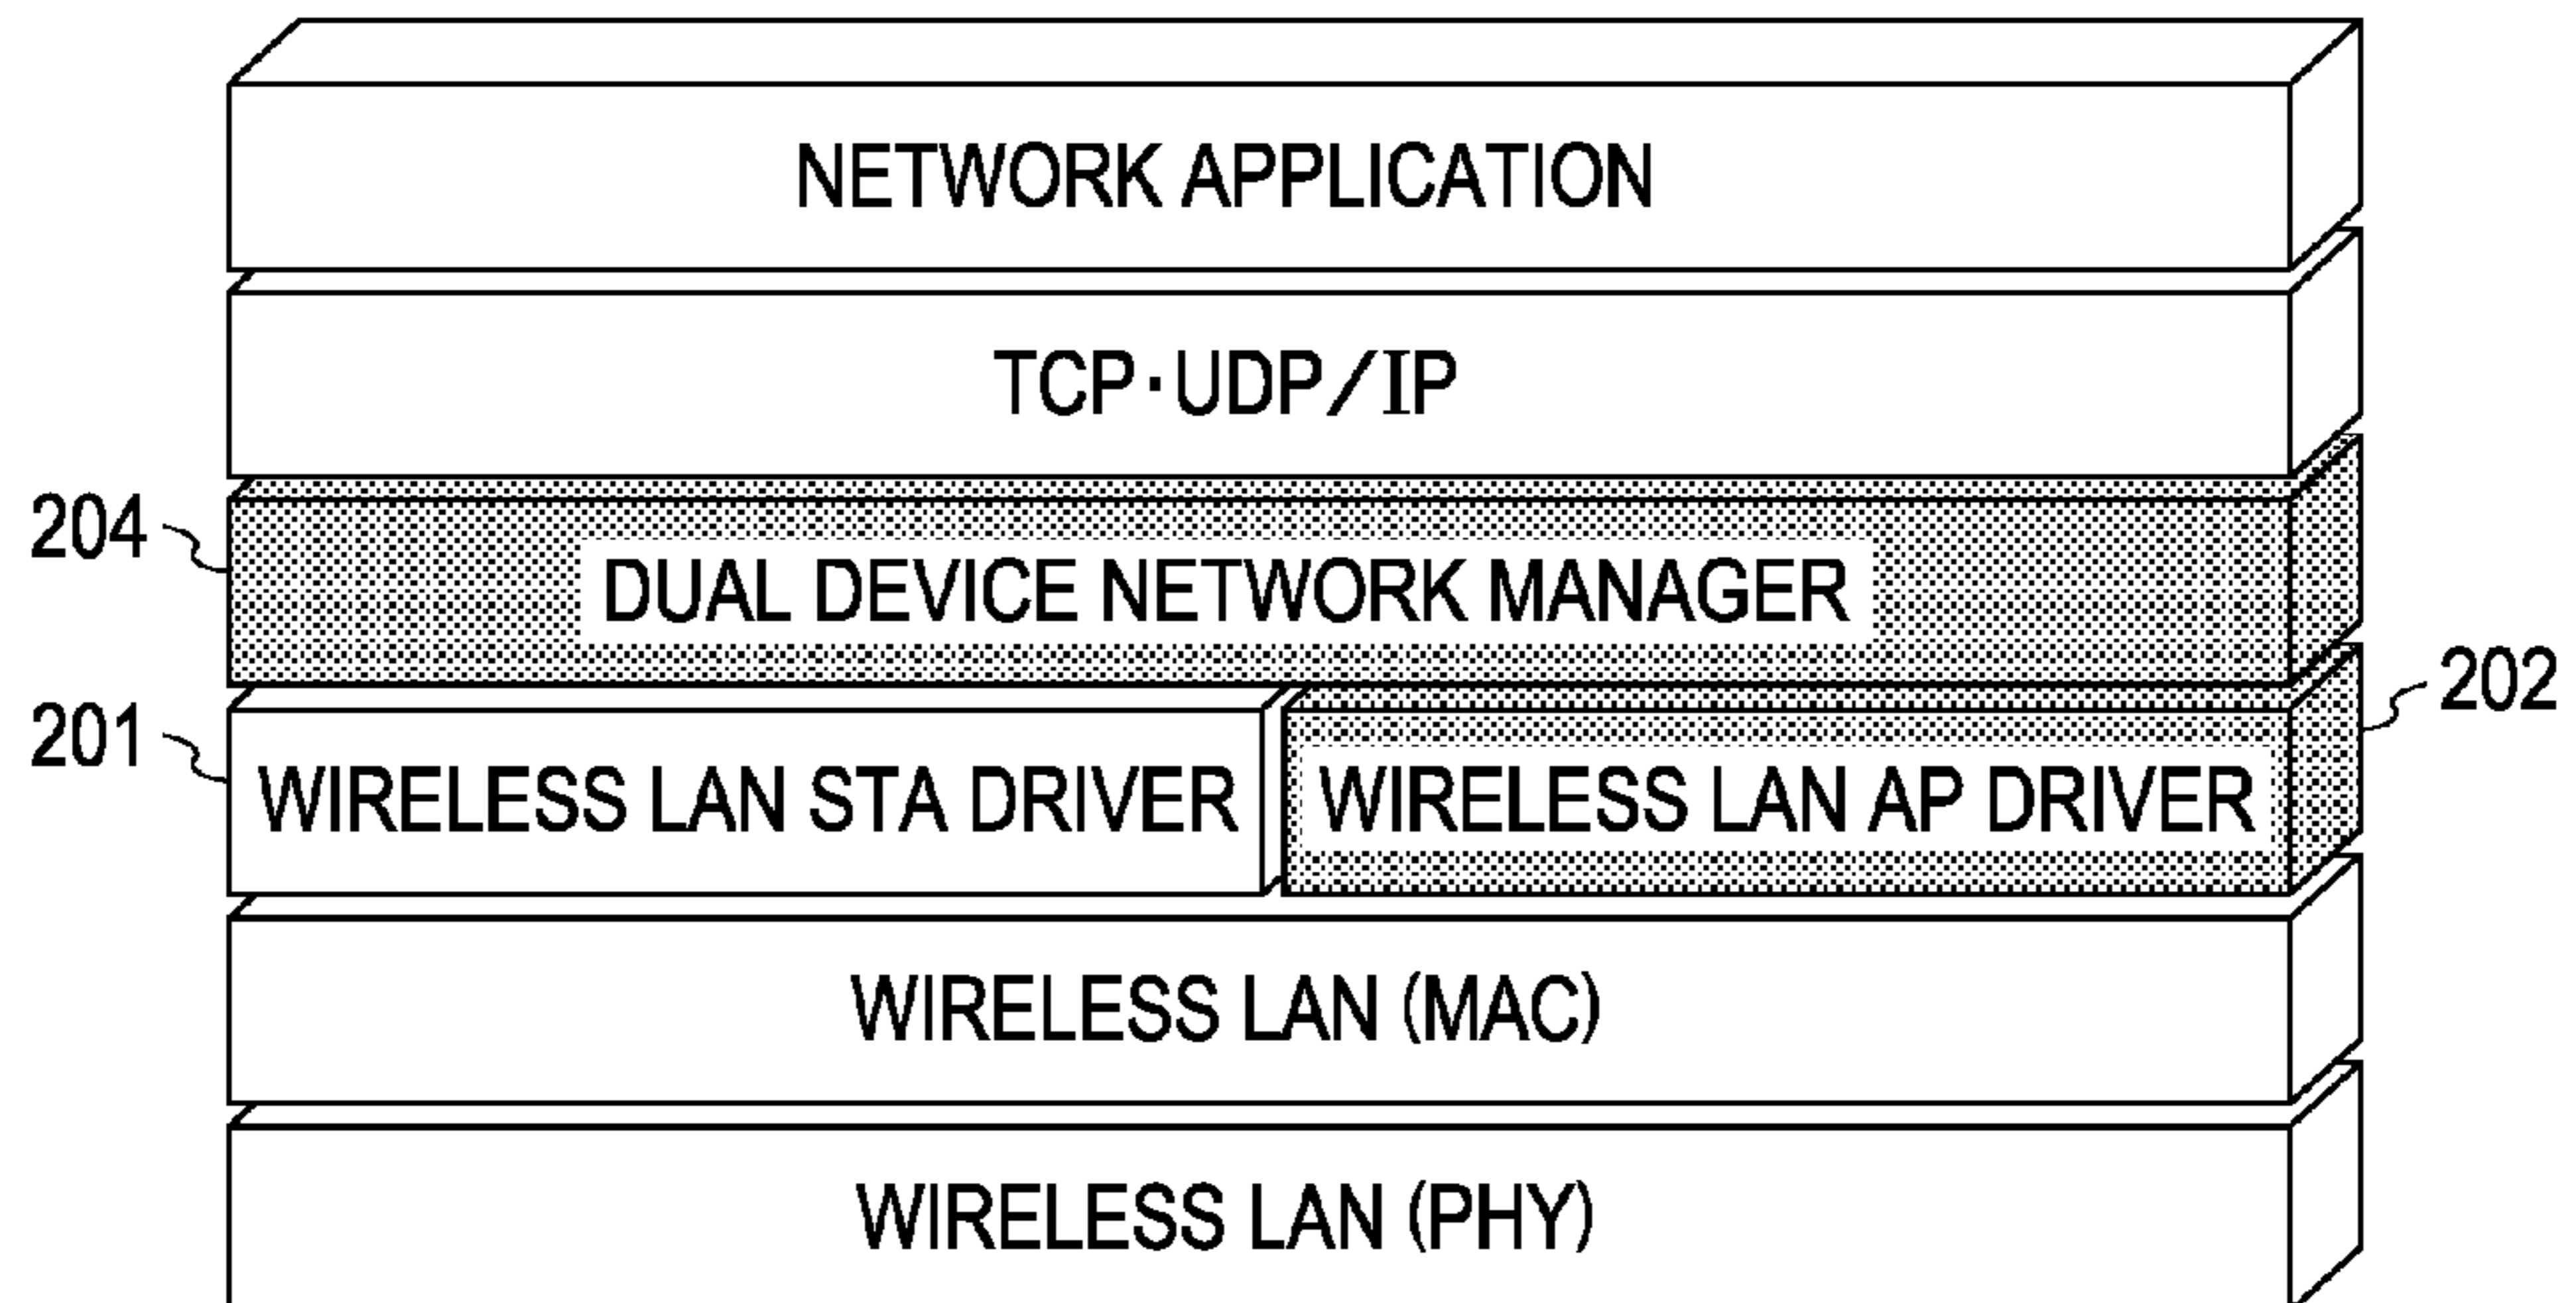 NETWORK APPLICATION
TCP·UDP/IP
204
DUAL DEVICE NETWORK MANAGER
202
201
WIRELESS LAN STA DRIVER
WIRELESS LAN AP DRIVER
WIRELESS LAN (MAC)
WIRELESS LAN (PHY)